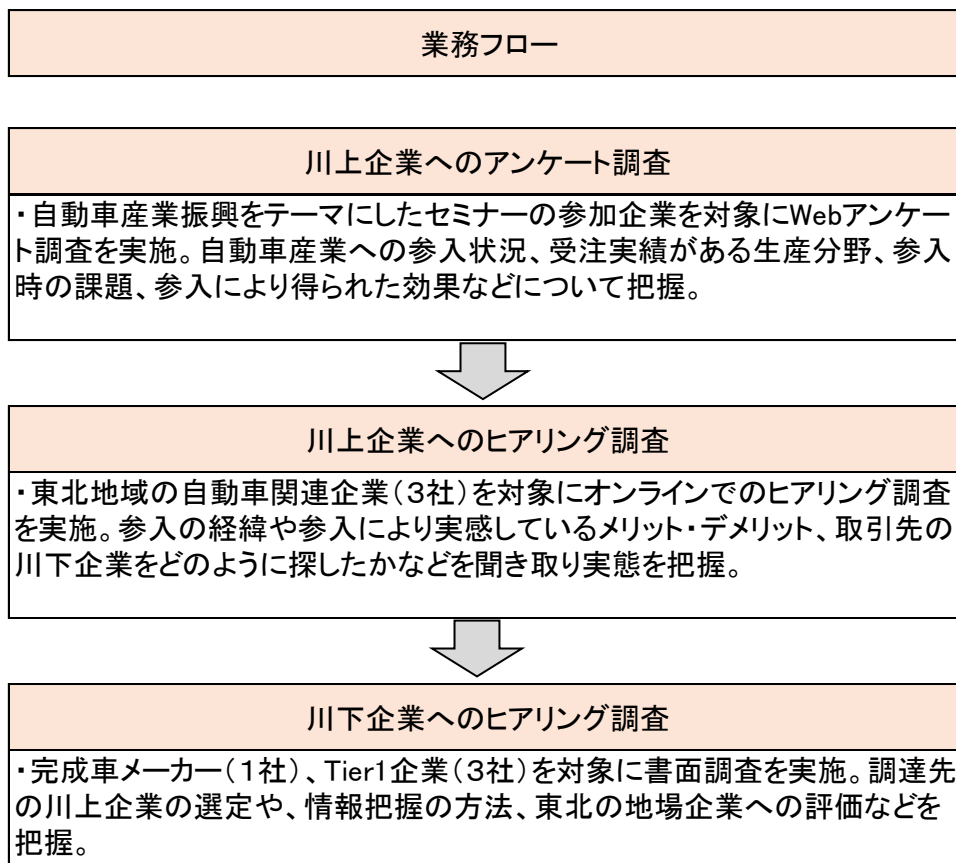 業務フロー
川上企業へのアンケート調査
・自動車産業振興をテーマにしたセミナーの参加企業を対象にWebアンケー
ト調査を実施。自動車産業への参入状況、受注実績がある生産分野、参入
時の課題、参入により得られた効果などについて把握。
川上企業へのヒアリング調査
・東北地域の自動車関連企業(3社)を対象にオンラインでのヒアリング調査
を実施。参入の経緯や参入により実感しているメリット・デメリット、取引先の
川下企業をどのように探したかなどを聞き取り実態を把握。
川下企業へのヒアリング調査
・完成車メーカー(1社)、Tier1企業(3社)を対象に書面調査を実施。調達先
の川上企業の選定や、情報把握の方法、東北の地場企業への評価などを
把握。